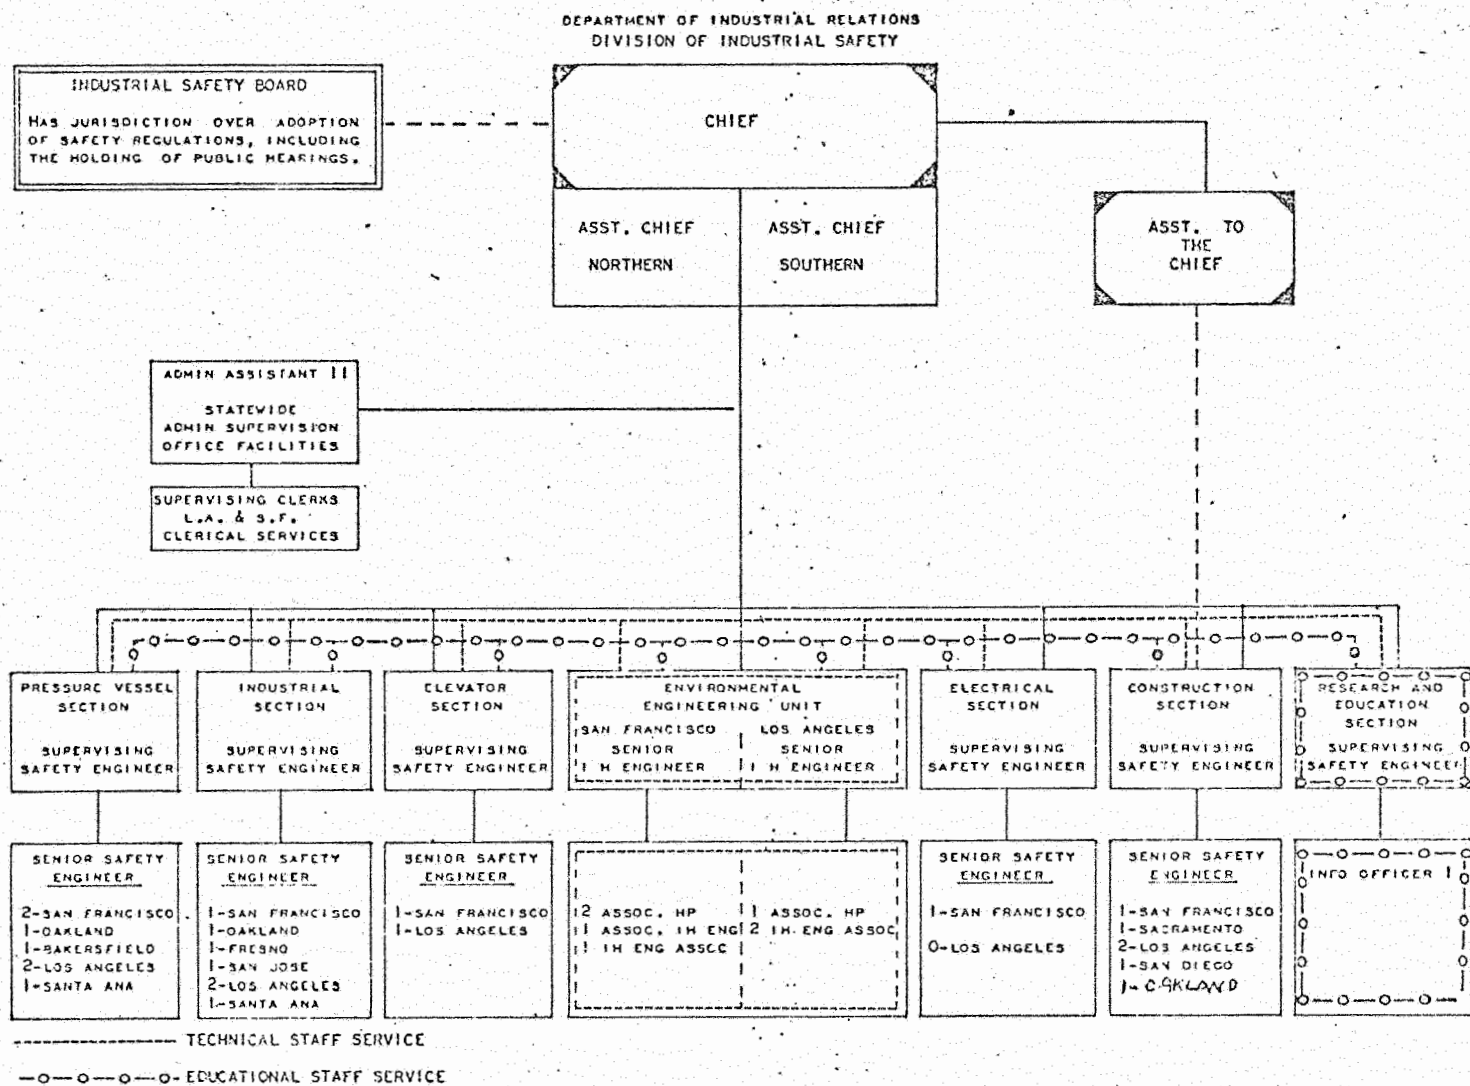 DEPARTMENT OF INDUSTRIAL RELATIONS
DIVISION OF INDUSTRIAL SAFETY
INDUSTRIAL SAFETY BOARD
HAS JURISDICTION OVER ADOPTION
OF SAFETY REGULATIONS, INCLUDING
THE HOLDING OF PUBLIC HEARINGS.
CHIEF
ASST. CHIEF
NORTHERN
ASST. CHIEF
SOUTHERN
ASST. TO
THE
CHIEF
ADMIN ASSISTANT II
STATEWIDE
ADMIN SUPERVISION
OFFICE FACILITIES
SUPERVISING CLERKS
L.A. & S.F.
CLERICAL SERVICES
PRESSURE VESSEL
SECTION
SUPERVISING
SAFETY ENGINEER
INDUSTRIAL
SECTION
SUPERVISING
SAFETY ENGINEER
ELEVATOR
SECTION
SUPERVISING
SAFETY ENGINEER
ENVIRONMENTAL
ENGINEERING UNIT
SAN FRANCISCO
SENIOR
I H ENGINEER
LOS ANGELES
SENIOR
I H ENGINEER
ELECTRICAL
SECTION
SUPERVISING
SAFETY ENGINEER
CONSTRUCTION
SECTION
SUPERVISING
SAFETY ENGINEER
RESEARCH AND
EDUCATION
SECTION
SUPERVISING
SAFETY ENGINEER
SENIOR SAFETY
ENGINEER
2-SAN FRANCISCO
1-OAKLAND
1-BAKERSFIELD
2-LOS ANGELES
1-SANTA ANA
SENIOR SAFETY
ENGINEER
1-SAN FRANCISCO
1-OAKLAND
1-FRESNO
1-SAN JOSE
2-LOS ANGELES
1-SANTA ANA
SENIOR SAFETY
ENGINEER
1-SAN FRANCISCO
1-LOS ANGELES
2 ASSOC. HP
1 ASSOC. IH ENG
1 IH ENG ASSOC
1 ASSOC. HP
2 IH ENG ASSOC
SENIOR SAFETY
ENGINEER
1-SAN FRANCISCO
0-LOS ANGELES
SENIOR SAFETY
ENGINEER
1-SAN FRANCISCO
1-SACRAMENTO
2-LOS ANGELES
1-SAN DIEGO
1-OAKLAND
INFO OFFICER I
TECHNICAL STAFF SERVICE
EDUCATIONAL STAFF SERVICE